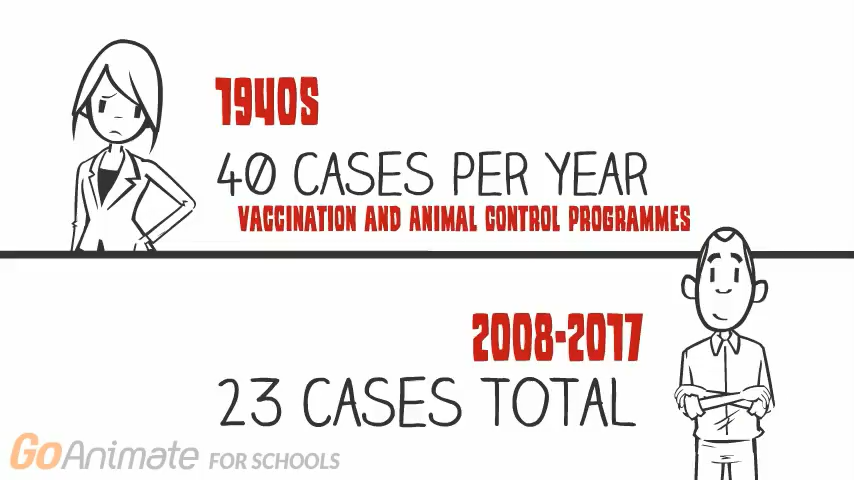 1940S
40 CASES PER YEAR
VACCINATION AND ANIMAL CONTROL PROGRAMMES
2008-2017
23 CASES TOTAL
GoAnimate FOR SCHOOLS